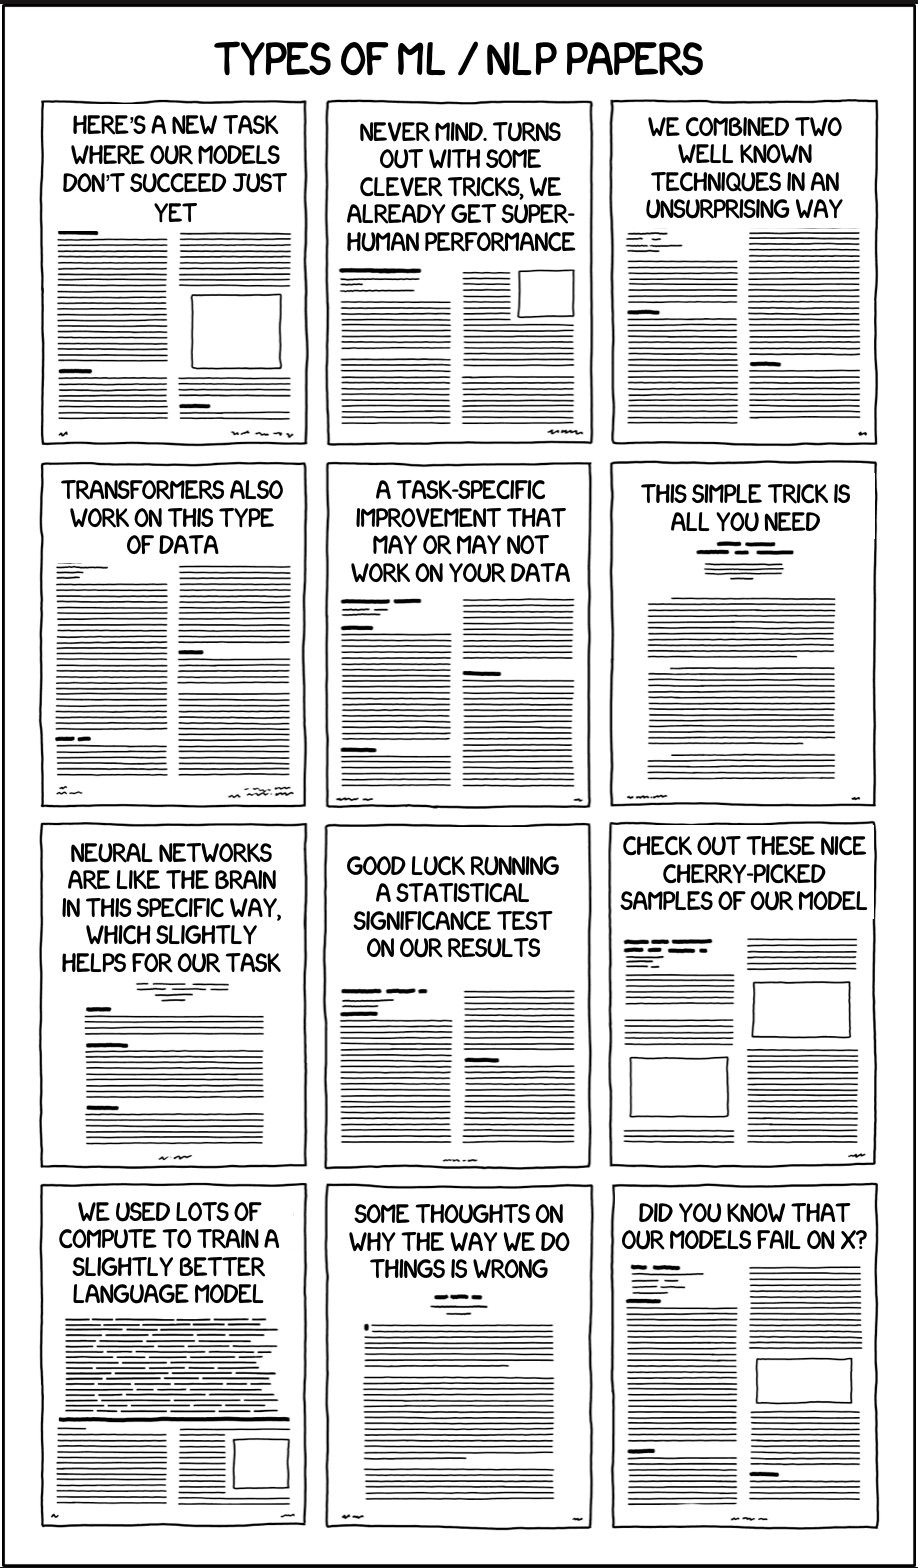 TYPES OF ML / NLP PAPERS
HERE'S A NEW TASK
WHERE OUR MODELS
DON'T SUCCEED JUST
YET
NEVER MIND. TURNS
OUT WITH SOME
CLEVER TRICKS, WE
ALREADY GET SUPER-
HUMAN PERFORMANCE
WE COMBINED TWO
WELL KNOWN
TECHNIQUES IN AN
UNSURPRISING WAY
TRANSFORMERS ALSO
WORK ON THIS TYPE
OF DATA
A TASK-SPECIFIC
IMPROVEMENT THAT
MAY OR MAY NOT
WORK ON YOUR DATA
THIS SIMPLE TRICK IS
ALL YOU NEED
NEURAL NETWORKS
ARE LIKE THE BRAIN
IN THIS SPECIFIC WAY,
WHICH SLIGHTLY
HELPS FOR OUR TASK
GOOD LUCK RUNNING
A STATISTICAL
SIGNIFICANCE TEST
ON OUR RESULTS
CHECK OUT THESE NICE
CHERRY-PICKED
SAMPLES OF OUR MODEL
WE USED LOTS OF
COMPUTE TO TRAIN A
SLIGHTLY BETTER
LANGUAGE MODEL
SOME THOUGHTS ON
WHY THE WAY WE DO
THINGS IS WRONG
DID YOU KNOW THAT
OUR MODELS FAIL ON X?